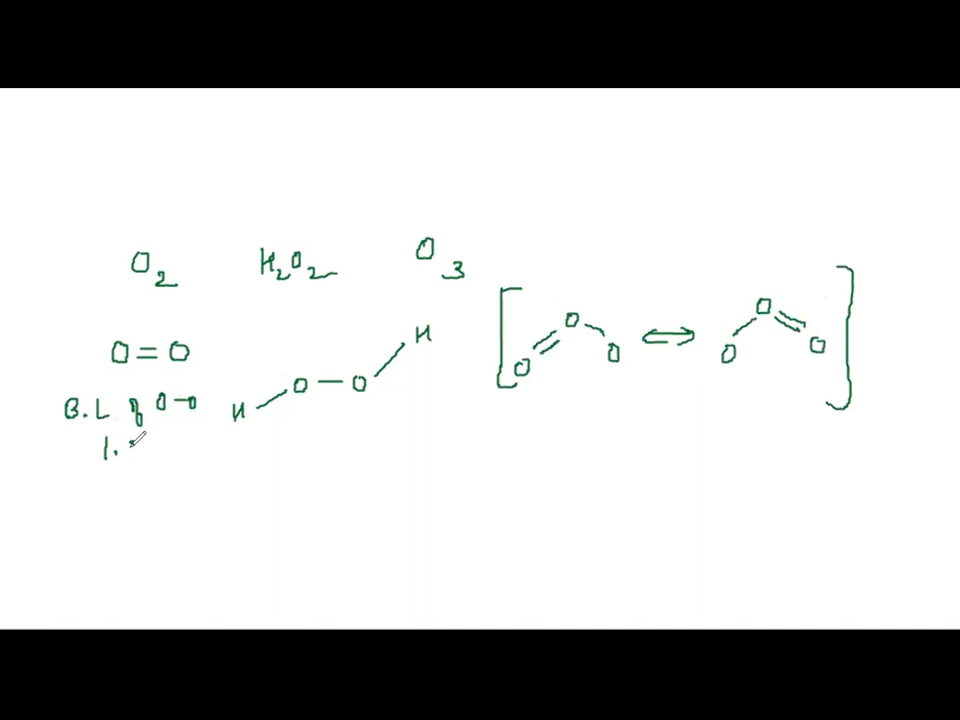 O2 H2O2 O3
H
O = O H O — O [ O O O ⇔ O O O ]
B.L of O-O
1.